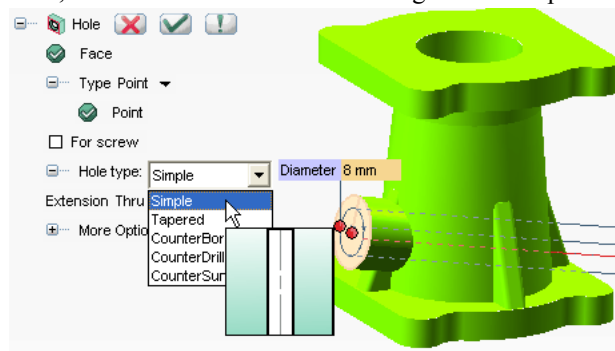 Hole
Face
Type Point
Point
For screw
Hole type: Simple
Diameter 8 mm
Extension Thru
Simple
Tapered
More Optio
CounterBor
CounterDrill
CounterSur